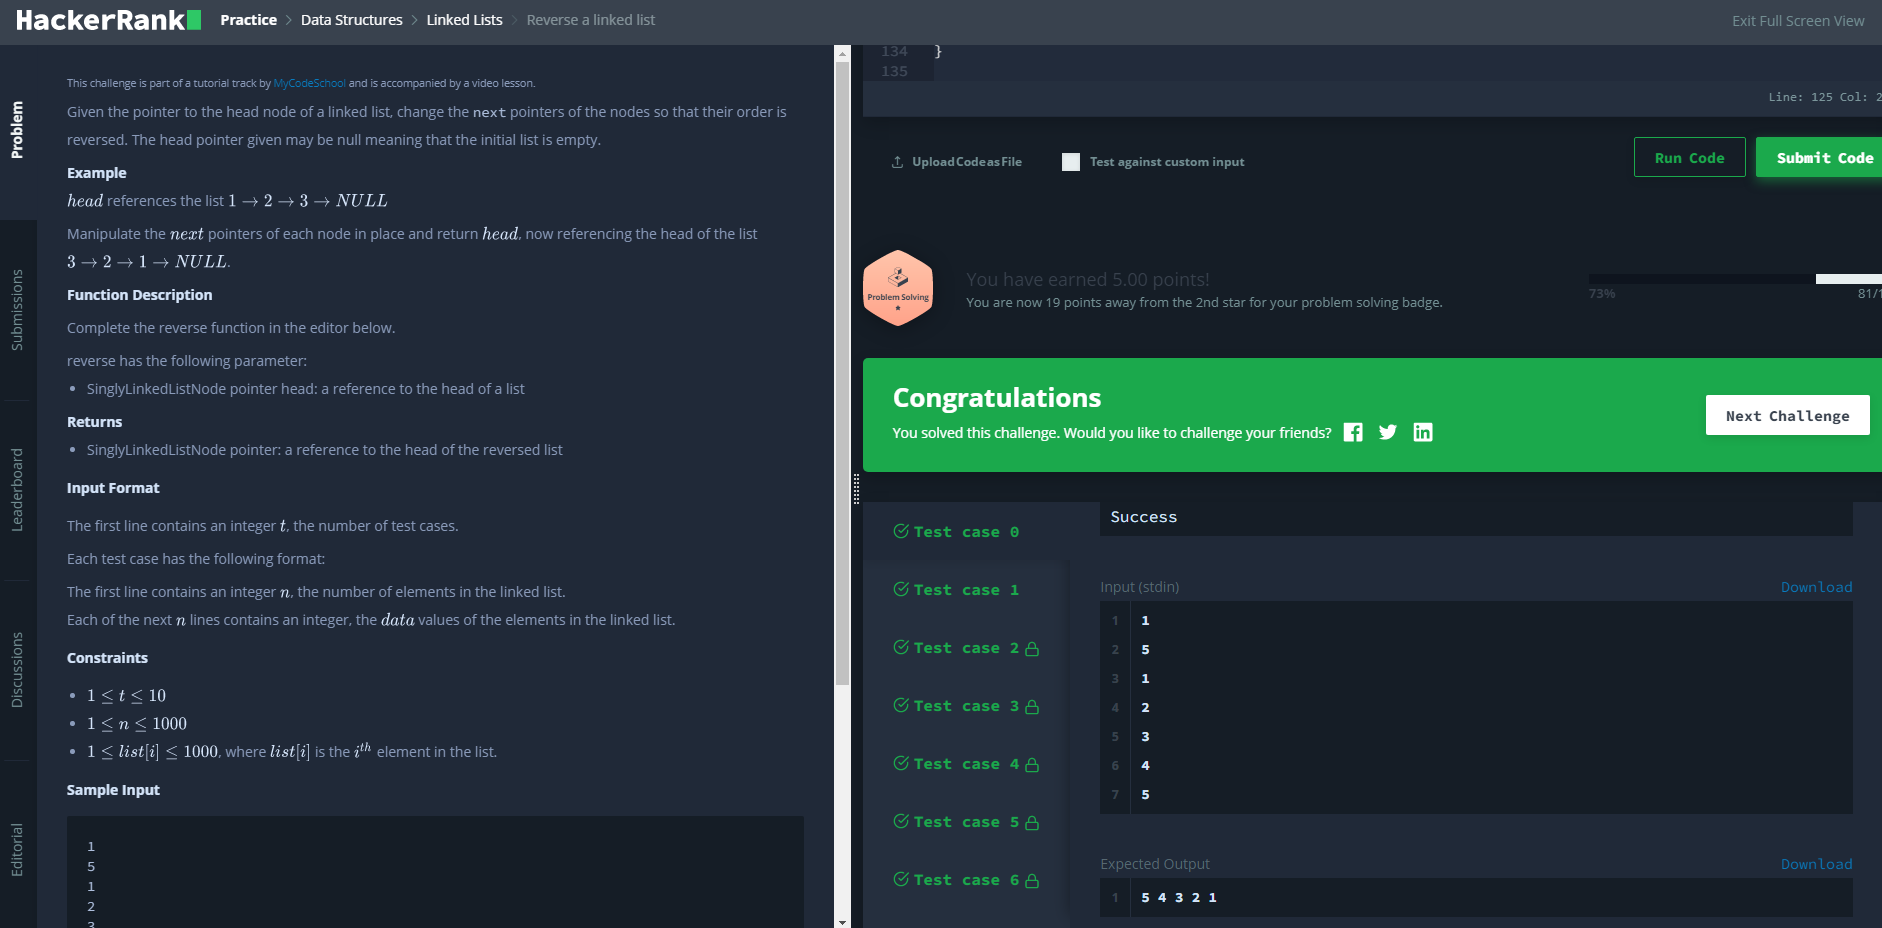 HackerRank
Practice > Data Structures > Linked Lists > Reverse a linked list
Exit Full Screen View
Problem
Submissions
Leaderboard
Discussions
Editorial
This challenge is part of a tutorial track by MyCodeSchool and is accompanied by a video lesson.
Given the pointer to the head node of a linked list, change the next pointers of the nodes so that their order is
reversed. The head pointer given may be null meaning that the initial list is empty.
Example
head references the list 1 → 2 → 3 → NULL
Manipulate the next pointers of each node in place and return head, now referencing the head of the list
3 → 2 → 1 → NULL.
Function Description
Complete the reverse function in the editor below.
reverse has the following parameter:
• SinglyLinkedListNode pointer head: a reference to the head of a list
Returns
• SinglyLinkedListNode pointer: a reference to the head of the reversed list
Input Format
The first line contains an integer t, the number of test cases.
Each test case has the following format:
The first line contains an integer n, the number of elements in the linked list.
Each of the next n lines contains an integer, the data values of the elements in the linked list.
Constraints
• 1 ≤ t ≤ 10
• 1 ≤ n ≤ 1000
• 1 ≤ list[i] ≤ 1000, where list[i] is the ith element in the list.
Sample Input
1
5
1
2
3
134 }
135
Line: 125 Col: 2
Upload Code as File
Test against custom input
Run Code
Submit Code
Problem Solving
You have earned 5.00 points!
You are now 19 points away from the 2nd star for your problem solving badge.
73%
81/1
Congratulations
You solved this challenge. Would you like to challenge your friends?
Next Challenge
Test case 0
Test case 1
Test case 2
Test case 3
Test case 4
Test case 5
Test case 6
Success
Input (stdin)
Download
1 1
2 5
3 1
4 2
5 3
6 4
7 5
Expected Output
Download
1 5 4 3 2 1